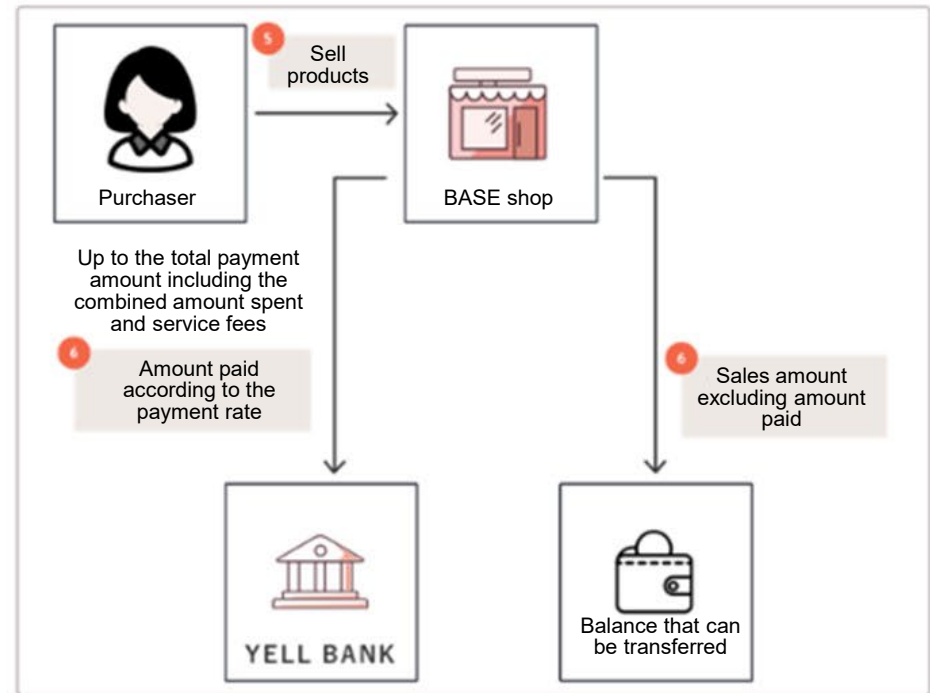 5
Sell
products
Purchaser
BASE shop
Up to the total payment
amount including the
combined amount spent
and service fees
6
Amount paid
according to the
payment rate
6
Sales amount
excluding amount
paid
YELL BANK
Balance that can
be transferred